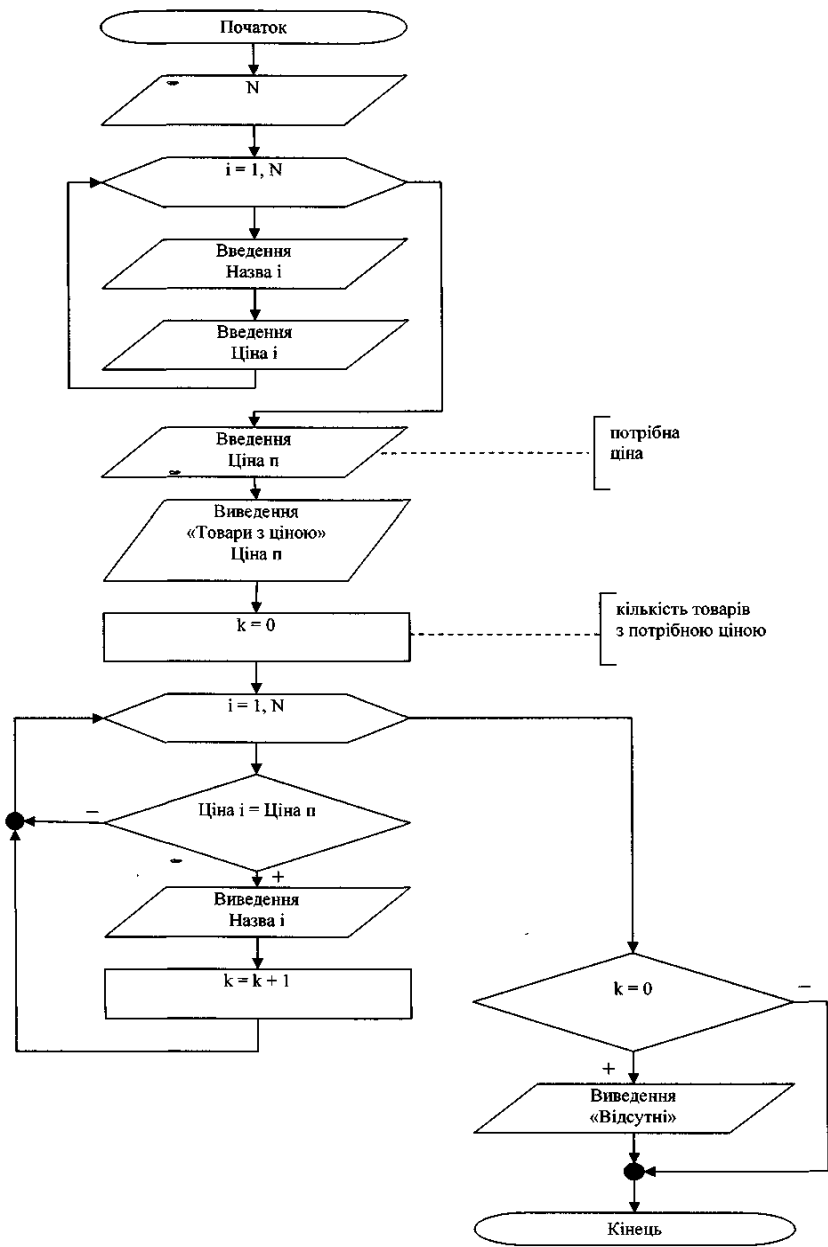 Початок
N
i = 1, N
Введення
Назва i
Введення
Ціна i
Введення
Ціна п
потрібна
ціна
Виведення
«Товари з ціною»
Ціна п
k = 0
кількість товарів
з потрібною ціною
i = 1, N
Ціна i = Ціна п
–
+
Виведення
Назва i
k = k + 1
k = 0
–
+
Виведення
«Відсутні»
Кінець